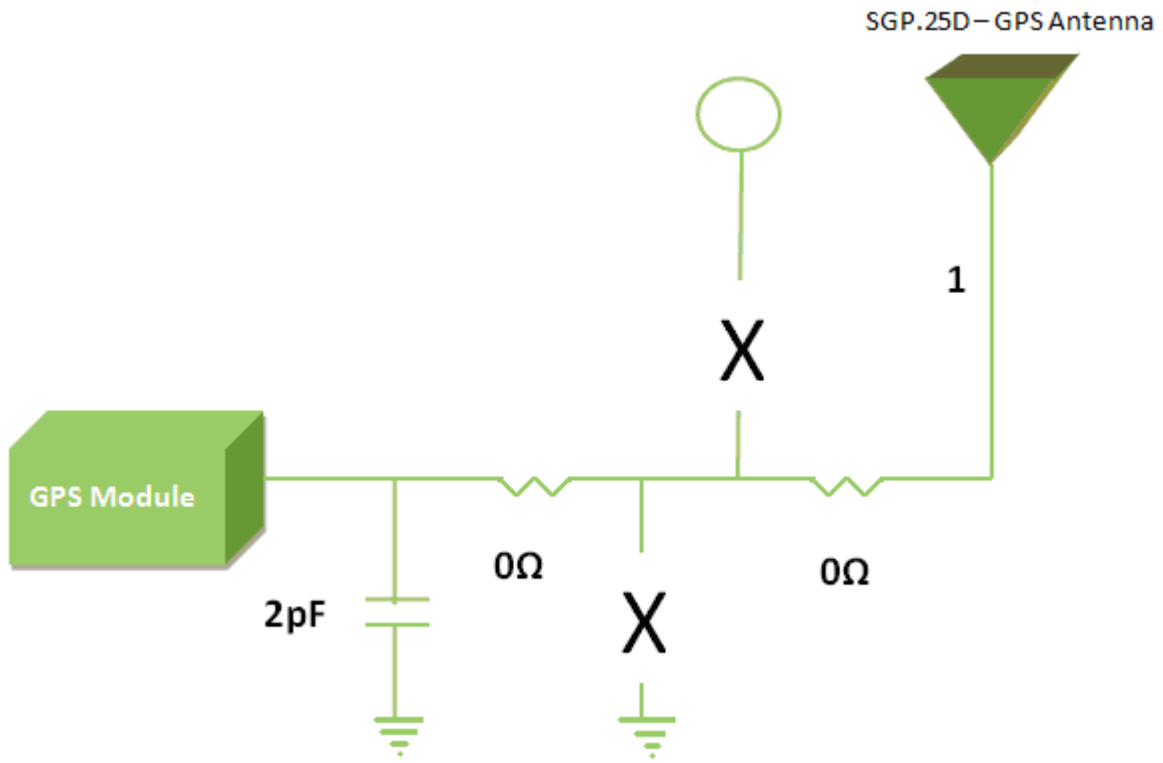 SGP.25D – GPS Antenna
1
X
GPS Module
0Ω
0Ω
2pF
X